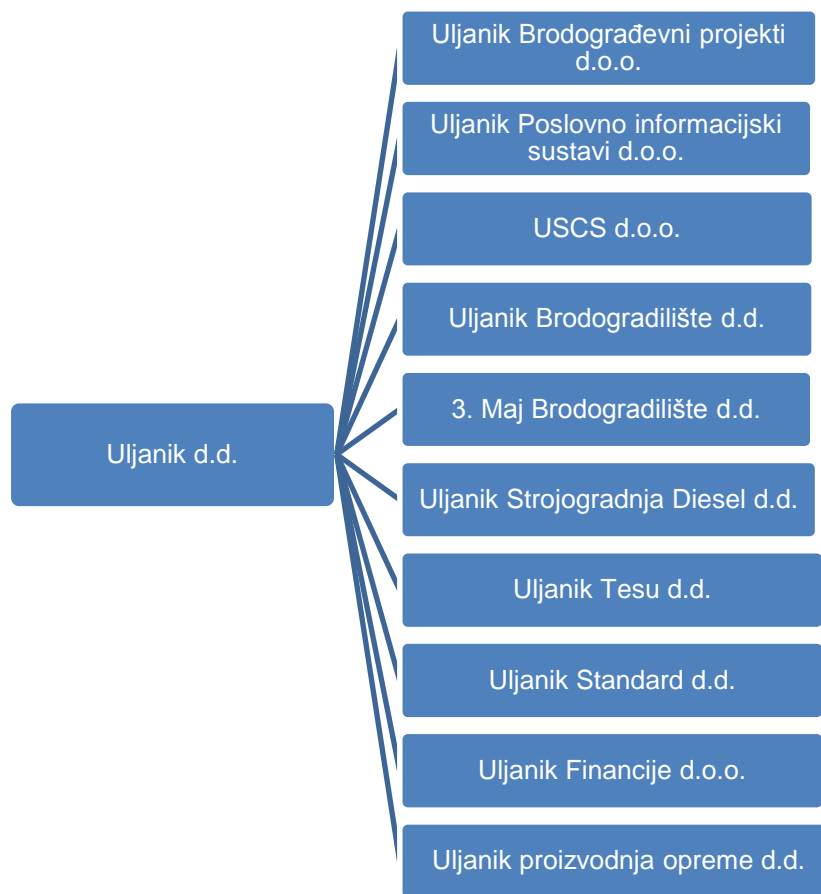 Uljanik Brodograđevni projekti
d.o.o.
Uljanik Poslovno informacijski
sustavi d.o.o.
USCS d.o.o.
Uljanik Brodogradilište d.d.
3. Maj Brodogradilište d.d.
Uljanik d.d.
Uljanik Strojogradnja Diesel d.d.
Uljanik Tesu d.d.
Uljanik Standard d.d.
Uljanik Financije d.o.o.
Uljanik proizvodnja opreme d.d.